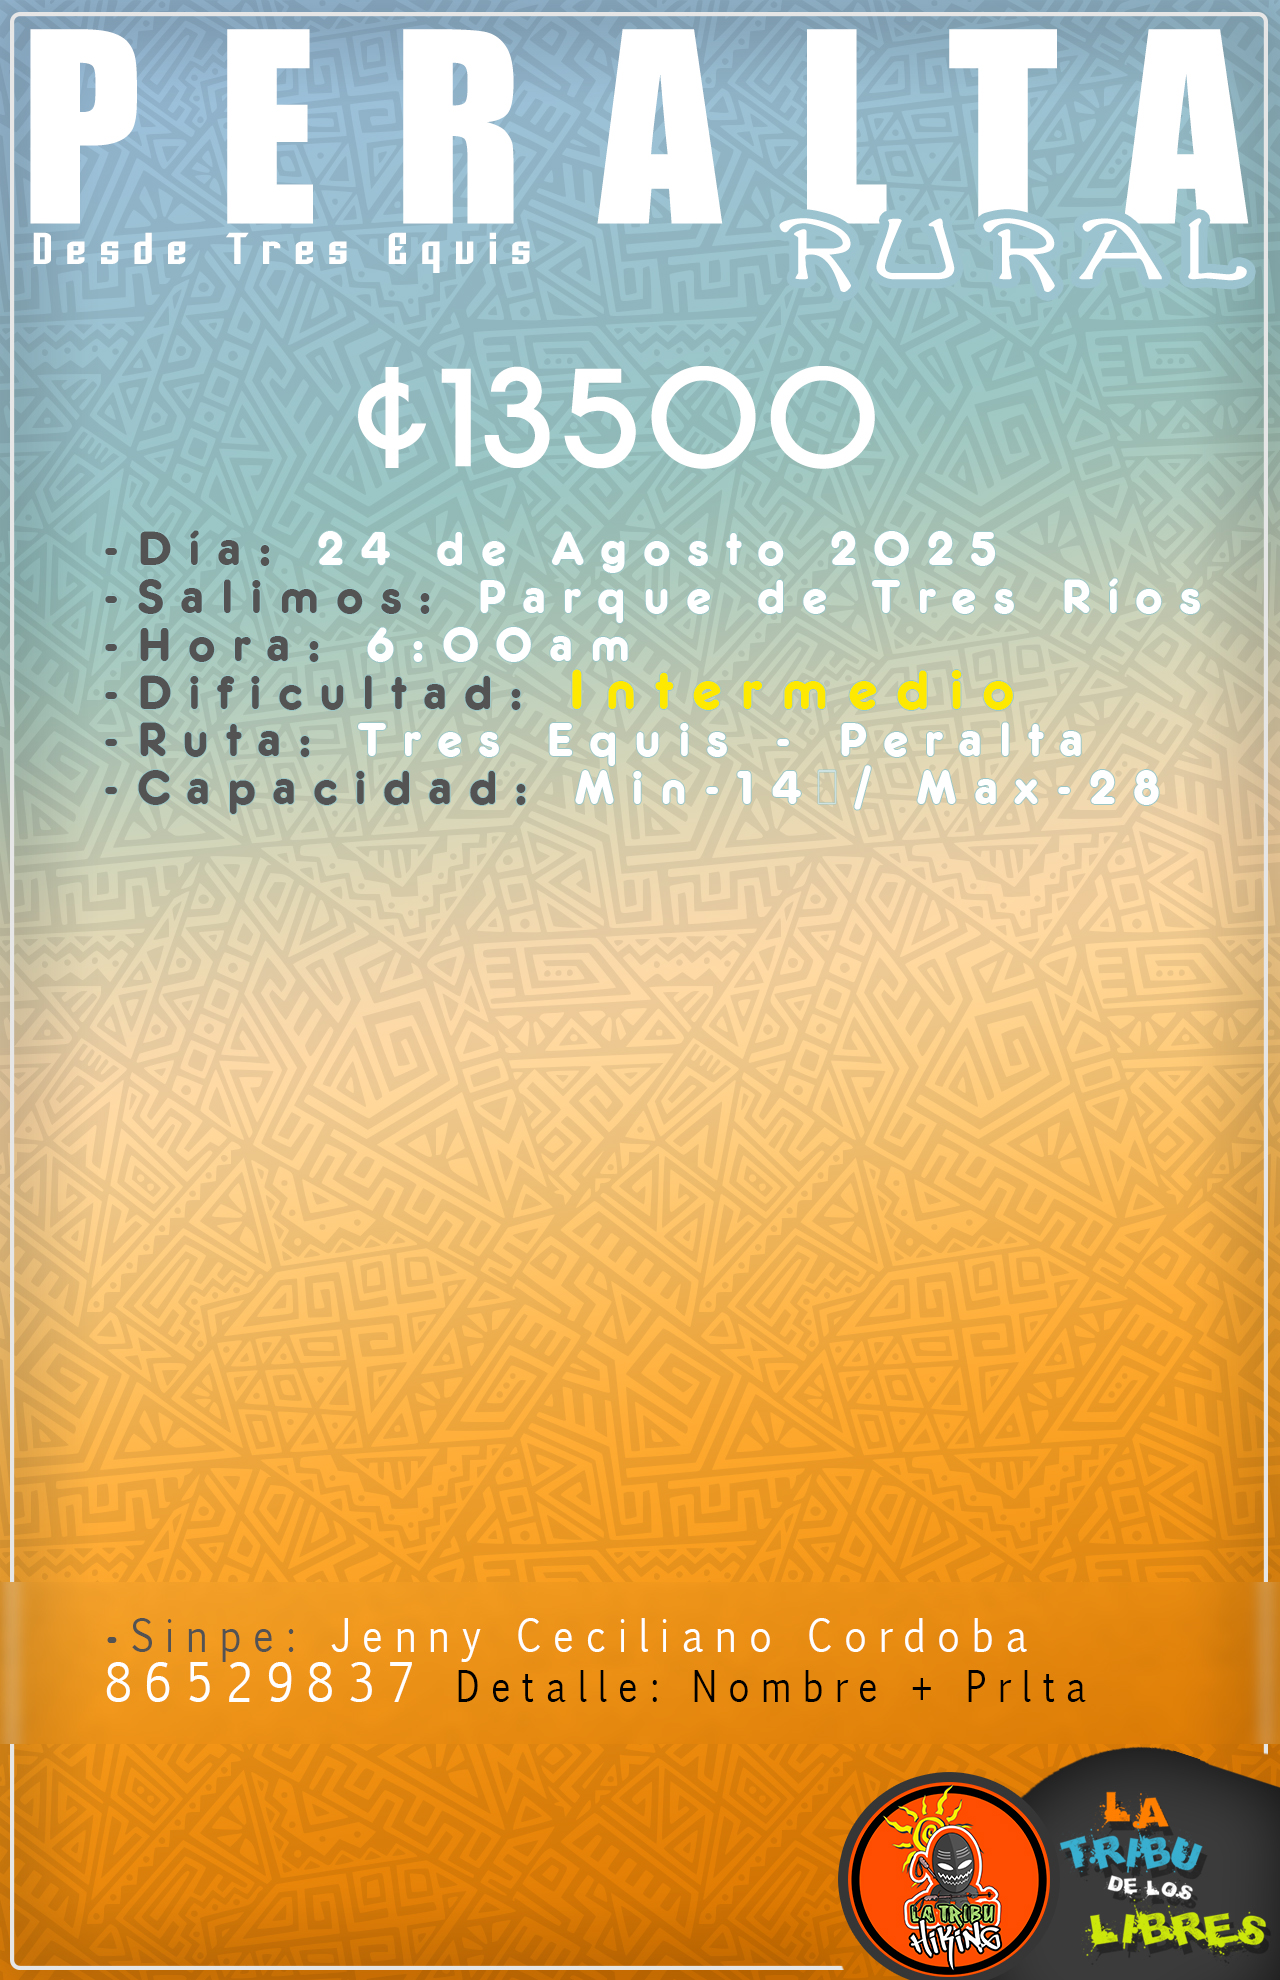 PERALTA
Desde Tres Equis
RURAL
¢13500
-Día: 24 de Agosto 2025
-Salimos: Parque de Tres Ríos
-Hora: 6:00am
-Dificultad: Intermedio
-Ruta: Tres Equis - Peralta
-Capacidad: Min-14 / Max-28
-Sinpe: Jenny Ceciliano Cordoba
86529837 Detalle: Nombre + Prlta
LA TRIBU
HiKiNG
LA
TRIBU
DE LOS
LIBRES